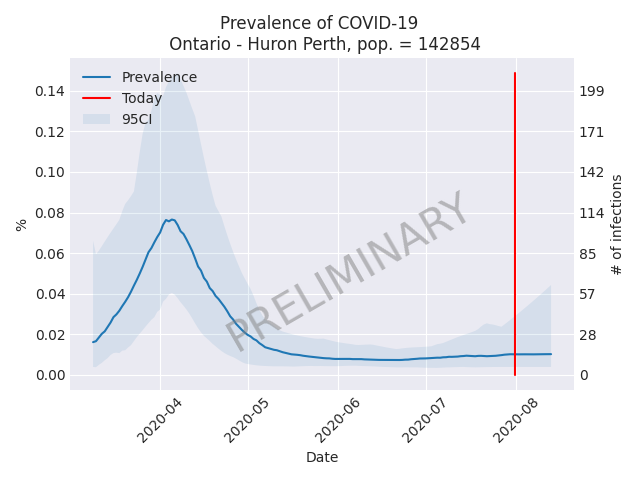 Prevalence of COVID-19
Ontario - Huron Perth, pop. = 142854
Prevalence
Today
95CI
0.14
0.12
0.10
0.08
0.06
0.04
0.02
0.00
%
199
171
142
114
85
57
28
0
# of infections
PRELIMINARY
2020-04
2020-05
2020-06
2020-07
2020-08
Date